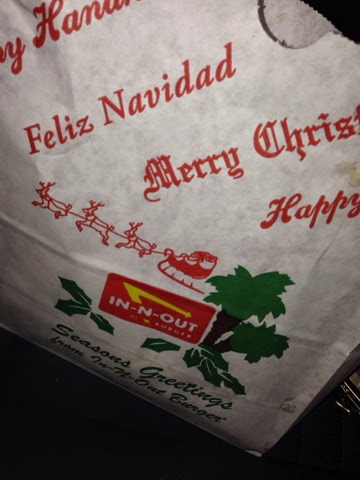 Feliz Navidad
Merry
Happy
IN-N-OUT
BURGER
Seasons Greetings
from In-N-Out Burger